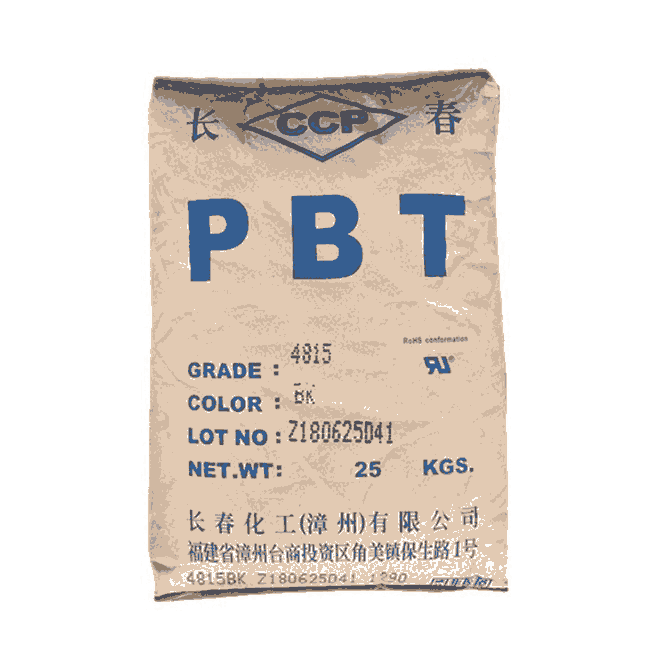 长 CCP 春
PBT
RoHS conformation
GRADE : 4815
COLOR : BK
LOT NO : Z180625D41
NET.WT: 25 KGS.
长春化工(漳州)有限公司
福建省漳州台商投资区角美镇保生路1号
4815BK Z180625D41